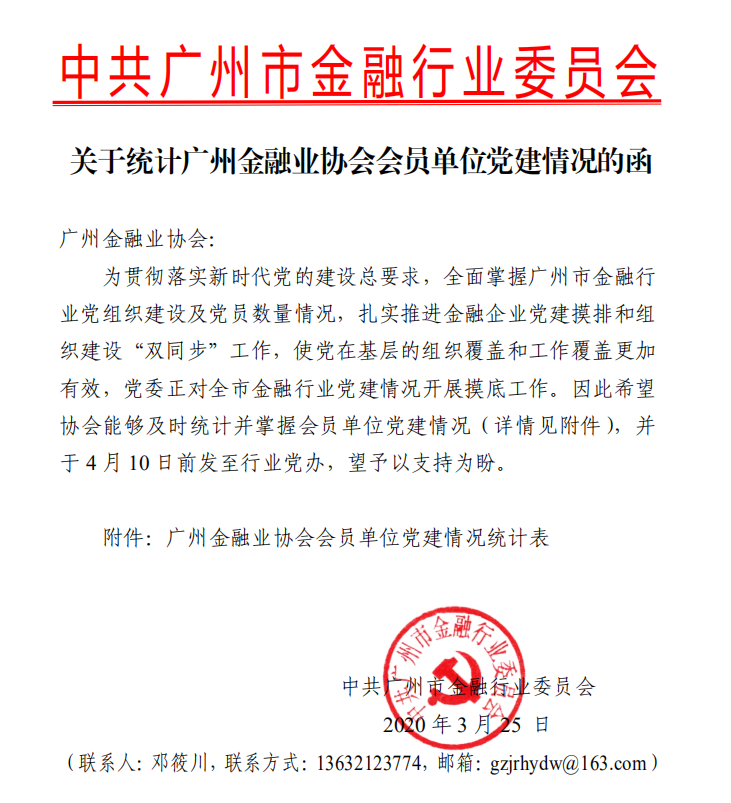 中共广州市金融行业委员会
关于统计广州金融业协会会员单位党建情况的函
广州金融业协会：
为贯彻落实新时代党的建设总要求，全面掌握广州市金融行
业党组织建设及党员数量情况，扎实推进金融企业党建摸排和组
织建设“双同步”工作，使党在基层的组织覆盖和工作覆盖更加
有效，党委正对全市金融行业党建情况开展摸底工作。因此希望
协会能够及时统计并掌握会员单位党建情况（详情见附件），并
于 4 月 10 日前发至行业党办，望予以支持为盼。
附件：广州金融业协会会员单位党建情况统计表
中共广州市金融行业委员会
中共广州市金融行业委员会
2020 年 3 月 25 日
（联系人：邓筱川，联系方式：13632123774，邮箱：gzjrhydw@163.com）